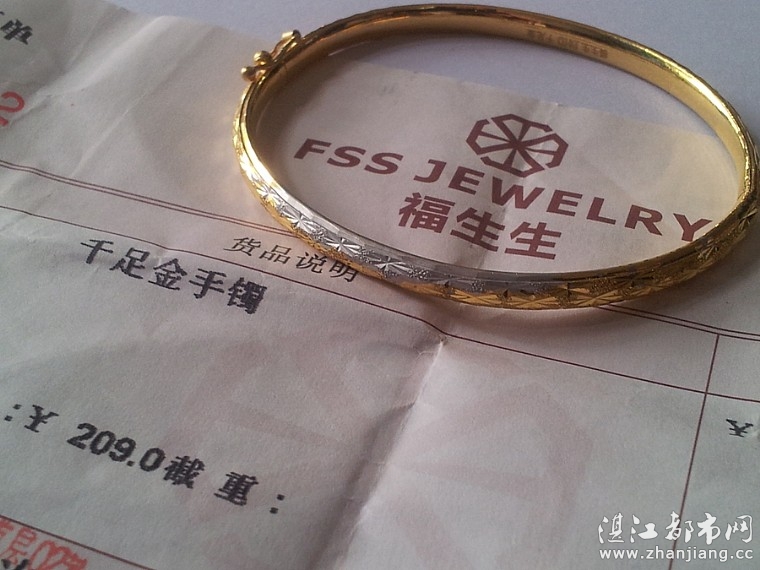 FSS JEWELRY
福生生
货品说明
千足金手镯
:¥ 209.0截 重:
¥
湛江都市网
www.zhanjiang.cc